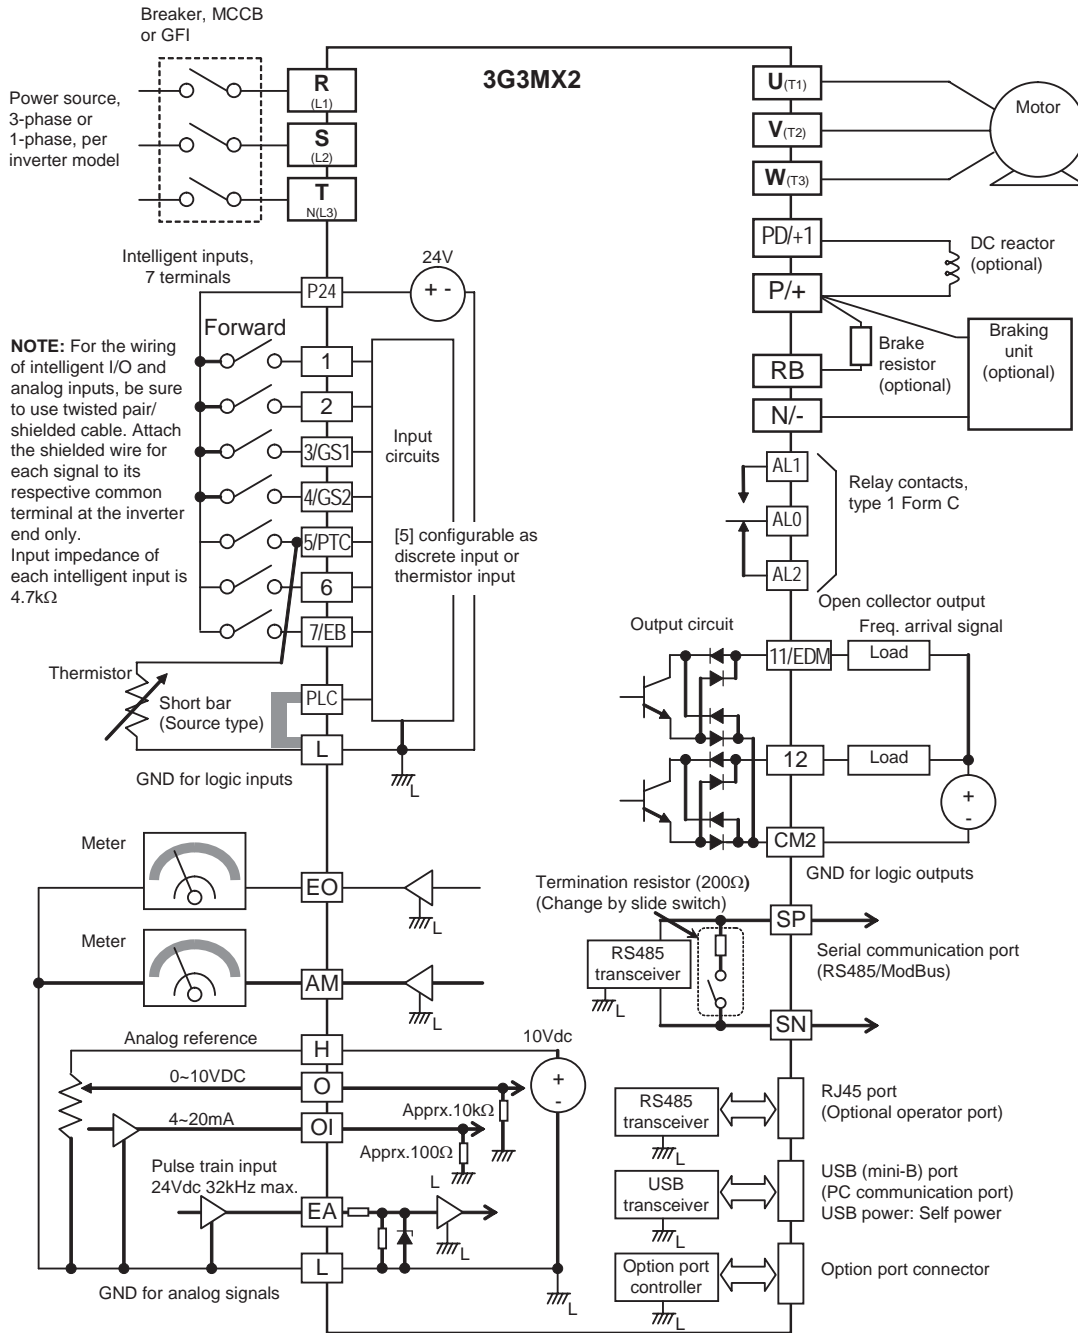 Breaker, MCCB
or GFI
3G3MX2
Power source,
3-phase or
1-phase, per
inverter model
R
(L1)
S
(L2)
T
N(L3)
U(T1)
V(T2)
W(T3)
Motor
PD/+1
P/+
DC reactor
(optional)
Brake
resistor
(optional)
Braking
unit
(optional)
RB
N/-
Intelligent inputs,
7 terminals
P24
24V
+ -
Forward
NOTE: For the wiring
of intelligent I/O and
analog inputs, be sure
to use twisted pair/
shielded cable. Attach
the shielded wire for
each signal to its
respective common
terminal at the inverter
end only.
Input impedance of
each intelligent input is
4.7kΩ
1
2
3/GS1
4/GS2
5/PTC
6
7/EB
Input
circuits
[5] configurable as
discrete input or
thermistor input
Thermistor
Short bar
(Source type)
PLC
L
L
GND for logic inputs
AL1
AL0
AL2
Relay contacts,
type 1 Form C
Open collector output
Output circuit
Freq. arrival signal
11/EDM
Load
12
Load
+
-
CM2
GND for logic outputs
Meter
EO
L
Meter
AM
L
Termination resistor (200Ω)
(Change by slide switch)
SP
RS485
transceiver
L
Serial communication port
(RS485/ModBus)
SN
Analog reference
H
10Vdc
+
-
0~10VDC
O
Apprx.10kΩ
4~20mA
OI
Apprx.100Ω
L
Pulse train input
24Vdc 32kHz max.
EA
L
L
L
GND for analog signals
RS485
transceiver
L
RJ45 port
(Optional operator port)
USB
transceiver
L
USB (mini-B) port
(PC communication port)
USB power: Self power
Option port
controller
L
Option port connector